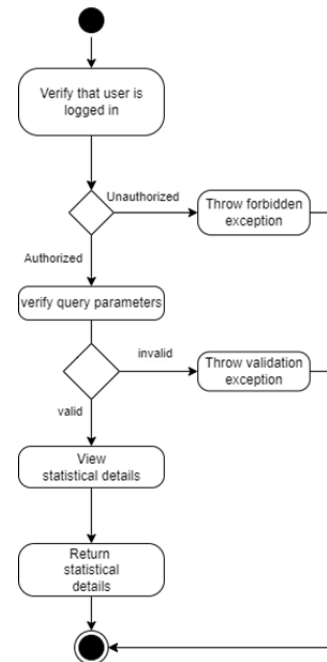 Verify that user is
logged in
Unauthorized
Throw forbidden
exception
Authorized
verify query parameters
invalid
Throw validation
exception
valid
View
statistical details
Return
statistical
details